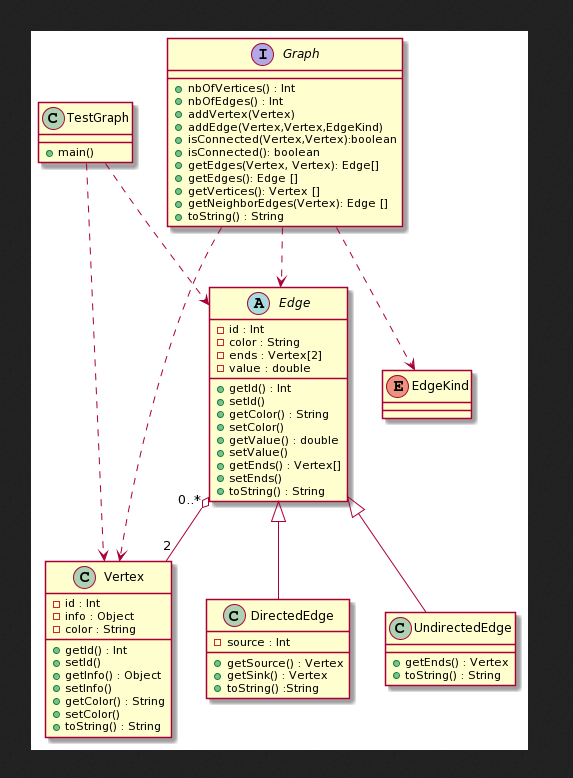 I Graph
nbOfVertices() : Int
nbOfEdges() : Int
addVertex(Vertex)
addEdge(Vertex,Vertex,EdgeKind)
isConnected(Vertex,Vertex):boolean
isConnected(): boolean
getEdges(Vertex, Vertex): Edge[]
getEdges(): Edge []
getVertices(): Vertex []
getNeighborEdges(Vertex): Edge []
toString() : String
C TestGraph
main()
A Edge
id : Int
color : String
ends : Vertex[2]
value : double
getId() : Int
setId()
getColor() : String
setColor()
getValue() : double
setValue()
getEnds() : Vertex[]
setEnds()
toString() : String
E EdgeKind
0..*
2
C Vertex
id : Int
info : Object
color : String
getId() : Int
setId()
getInfo() : Object
setInfo()
getColor() : String
setColor()
toString() : String
C DirectedEdge
source : Int
getSource() : Vertex
getSink() : Vertex
toString() :String
C UndirectedEdge
getEnds() : Vertex
toString() : String